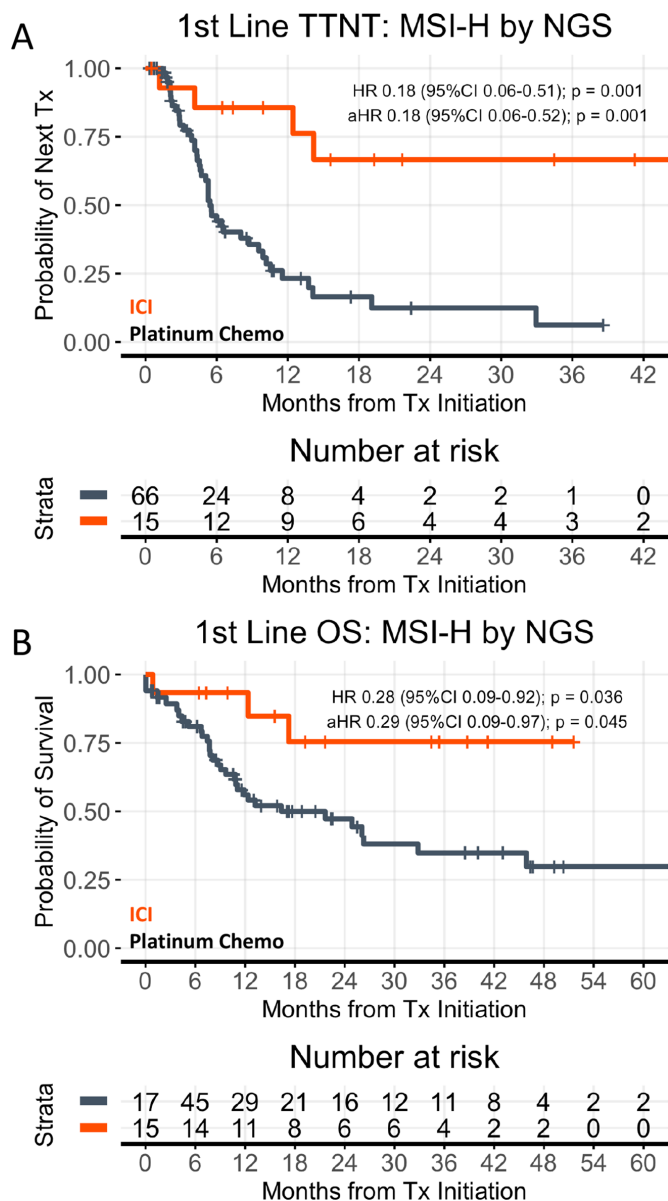 A
1st Line TTNT: MSI-H by NGS
HR 0.18 (95%CI 0.06-0.51); p = 0.001
aHR 0.18 (95%CI 0.06-0.52); p = 0.001
Probability of Next Tx
1.00
0.75
0.50
0.25
0.00
ICI
Platinum Chemo
0 6 12 18 24 30 36 42
Months from Tx Initiation
Number at risk
Strata
66 24 8 4 2 2 1 0
15 12 9 6 4 4 3 2
0 6 12 18 24 30 36 42
Months from Tx Initiation
B
1st Line OS: MSI-H by NGS
HR 0.28 (95%CI 0.09-0.92); p = 0.036
aHR 0.29 (95%CI 0.09-0.97); p = 0.045
Probability of Survival
1.00
0.75
0.50
0.25
0.00
ICI
Platinum Chemo
0 6 12 18 24 30 36 42 48 54 60
Months from Tx Initiation
Number at risk
Strata
17 45 29 21 16 12 11 8 4 2 2
15 14 11 8 6 6 4 2 2 0 0
0 6 12 18 24 30 36 42 48 54 60
Months from Tx Initiation